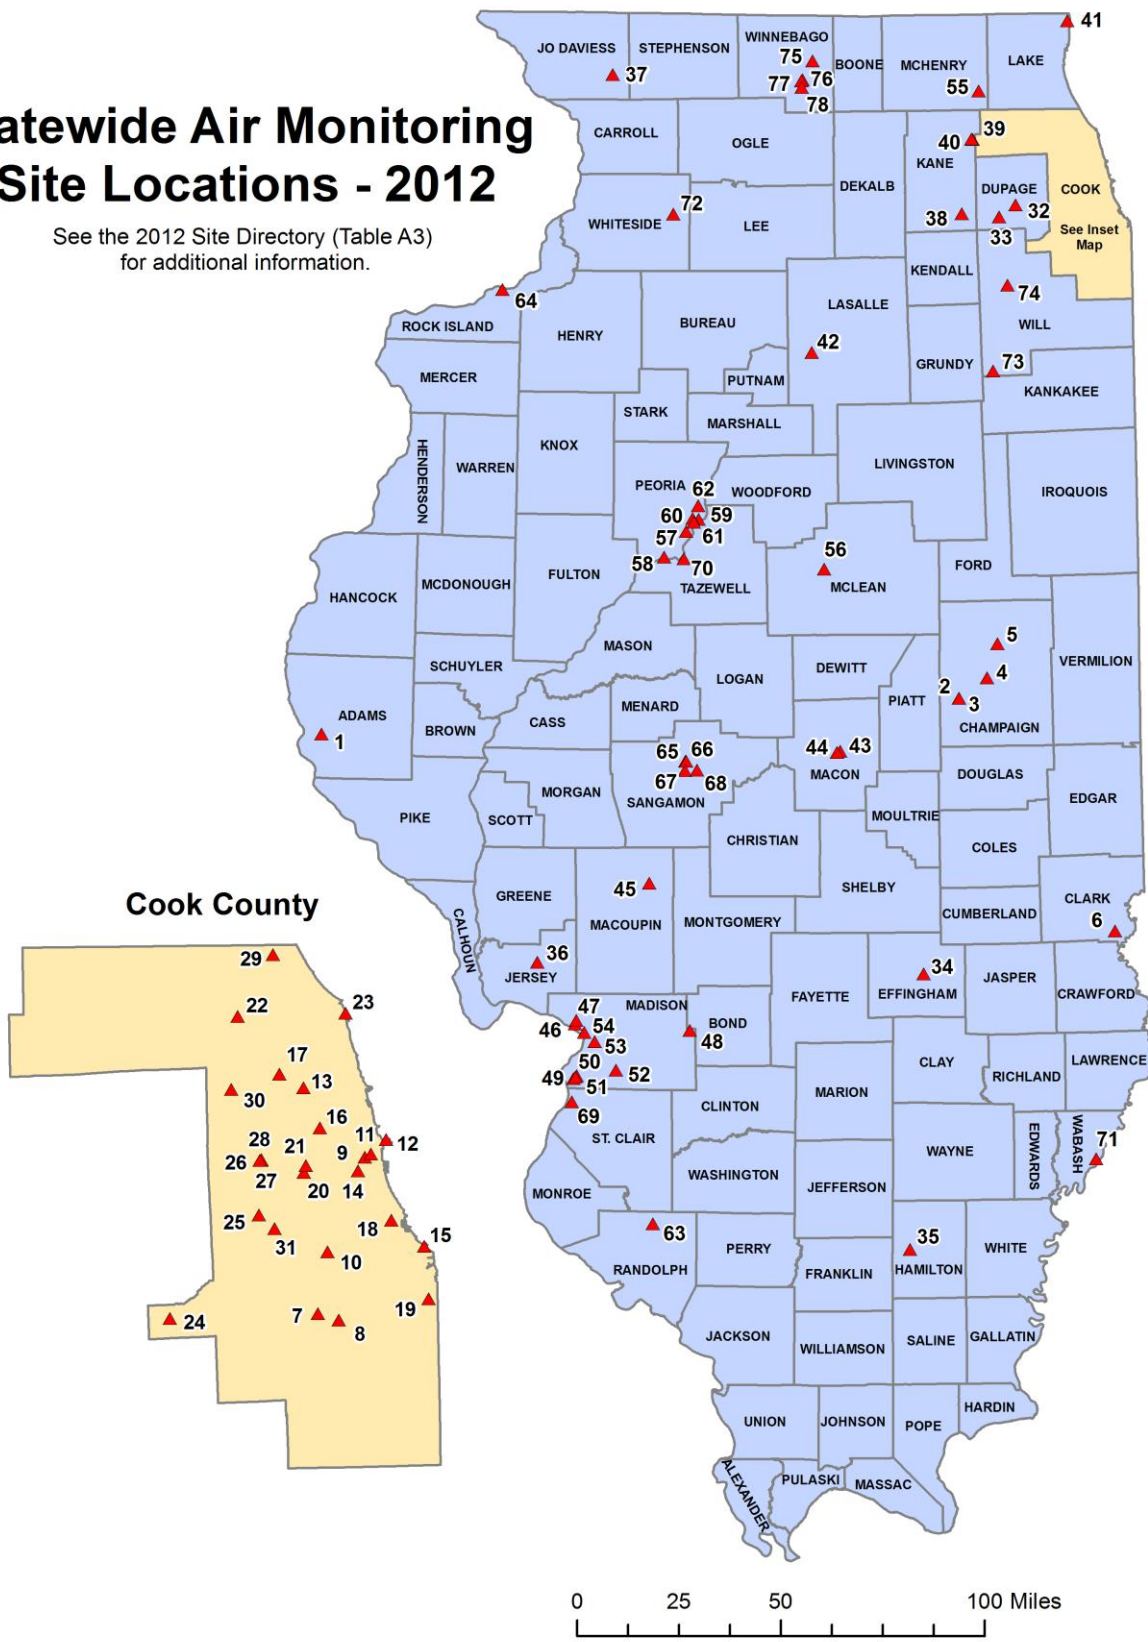 atewide Air Monitoring
Site Locations - 2012
See the 2012 Site Directory (Table A3)
for additional information.
41
JO DAVIESS
STEPHENSON
WINNEBAGO
BOONE
MCHENRY
LAKE
37
75
76
77
78
55
CARROLL
OGLE
DEKALB
KANE
40
39
DUPAGE
COOK
See Inset
Map
WHITESIDE
72
LEE
38
32
33
KENDALL
64
ROCK ISLAND
HENRY
BUREAU
LASALLE
74
WILL
42
GRUNDY
73
KANKAKEE
MERCER
PUTNAM
STARK
MARSHALL
HENDERSON
WARREN
KNOX
PEORIA
62
WOODFORD
LIVINGSTON
IROQUOIS
60
59
57
61
58
70
TAZEWELL
56
MCLEAN
FORD
HANCOCK
MCDONOUGH
FULTON
MASON
5
4
2
3
CHAMPAIGN
VERMILION
SCHUYLER
LOGAN
DEWITT
PIATT
ADAMS
1
BROWN
CASS
MENARD
65
66
67
68
SANGAMON
44
43
MACON
DOUGLAS
EDGAR
PIKE
SCOTT
MORGAN
CHRISTIAN
MOULTRIE
COLES
SHELBY
CUMBERLAND
CLARK
6
GREENE
45
MACOUPIN
MONTGOMERY
CALHOUN
36
JERSEY
34
EFFINGHAM
JASPER
CRAWFORD
FAYETTE
47
MADISON
46
54
53
48
BOND
50
49
51
52
69
CLAY
RICHLAND
LAWRENCE
MARION
CLINTON
ST. CLAIR
WAYNE
EDWARDS
WABASH
71
WASHINGTON
JEFFERSON
MONROE
63
RANDOLPH
PERRY
35
HAMILTON
WHITE
FRANKLIN
JACKSON
WILLIAMSON
SALINE
GALLATIN
UNION
JOHNSON
POPE
HARDIN
ALEXANDER
PULASKI
MASSAC
Cook County
29
22
23
17
13
30
16
28
21
11
12
9
26
27
20
14
25
31
18
15
10
24
7
8
19
0 25 50 100 Miles